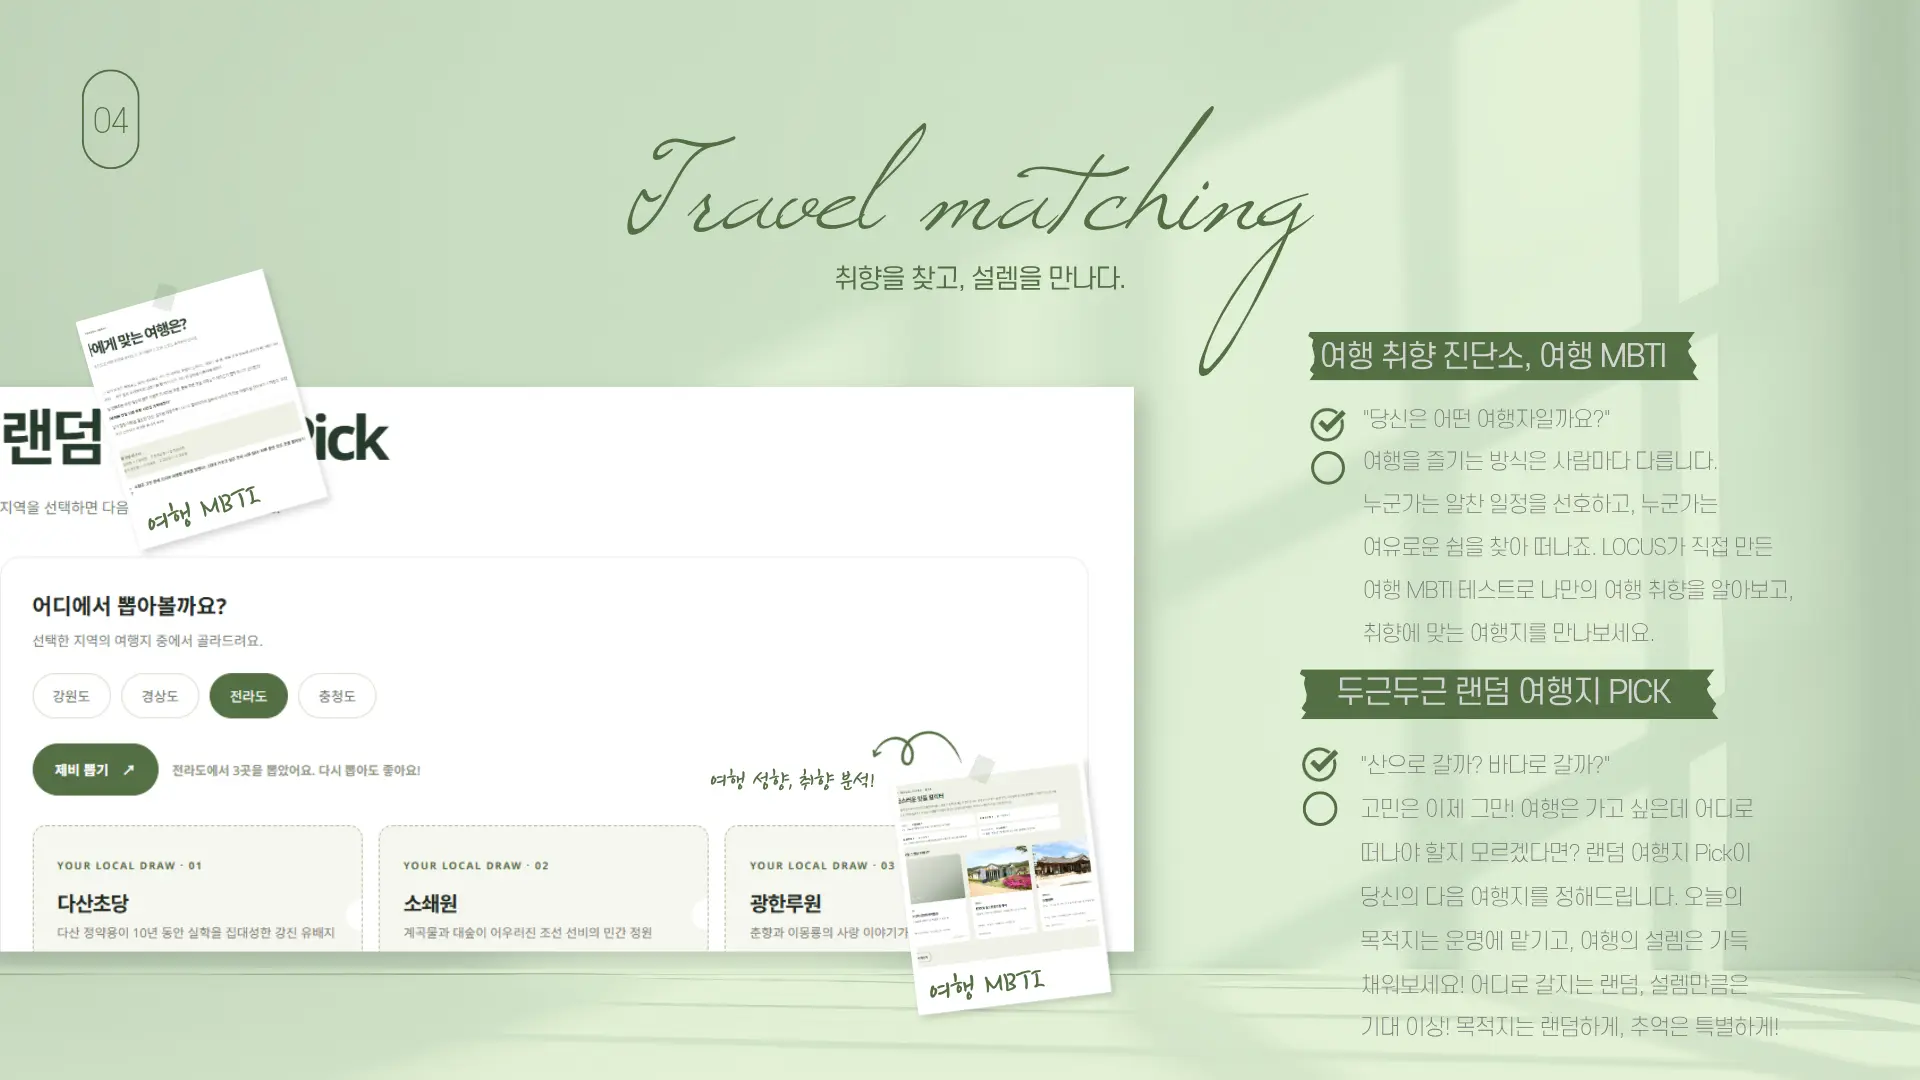 04
Travel matching
취향을 찾고, 설렘을 만나다.
에게 맞는 여행은?
여행 MBTI
랜덤 Pick
지역을 선택하면 다음
어디에서 뽑아볼까요?
선택한 지역의 여행지 중에서 골라드려요.
강원도 경상도 전라도 충청도
제비 뽑기 ↗ 전라도에서 3곳을 뽑았어요. 다시 뽑아도 좋아요!
YOUR LOCAL DRAW · 01
다산초당
다산 정약용이 10년 동안 실학을 집대성한 강진 유배지
YOUR LOCAL DRAW · 02
소쇄원
계곡물과 대숲이 어우러진 조선 선비의 민간 정원
YOUR LOCAL DRAW · 03
광한루원
춘향과 이몽룡의 사랑 이야기가
여행 성향, 취향 분석!
여행 MBTI
여행 취향 진단소, 여행 MBTI
"당신은 어떤 여행자일까요?"
여행을 즐기는 방식은 사람마다 다릅니다.
누군가는 알찬 일정을 선호하고, 누군가는
여유로운 쉼을 찾아 떠나죠. LOCUS가 직접 만든
여행 MBTI 테스트로 나만의 여행 취향을 알아보고,
취향에 맞는 여행지를 만나보세요.
두근두근 랜덤 여행지 PICK
"산으로 갈까? 바다로 갈까?"
고민은 이제 그만! 여행은 가고 싶은데 어디로
떠나야 할지 모르겠다면? 랜덤 여행지 Pick이
당신의 다음 여행지를 정해드립니다. 오늘의
목적지는 운명에 맡기고, 여행의 설렘은 가득
채워보세요! 어디로 갈지는 랜덤, 설렘만큼은
기대 이상! 목적지는 랜덤하게, 추억은 특별하게!